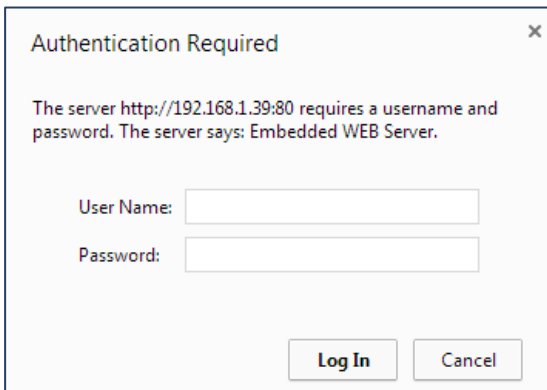 Authentication Required
The server http://192.168.1.39:80 requires a username and
password. The server says: Embedded WEB Server.
User Name:
Password:
Log In Cancel